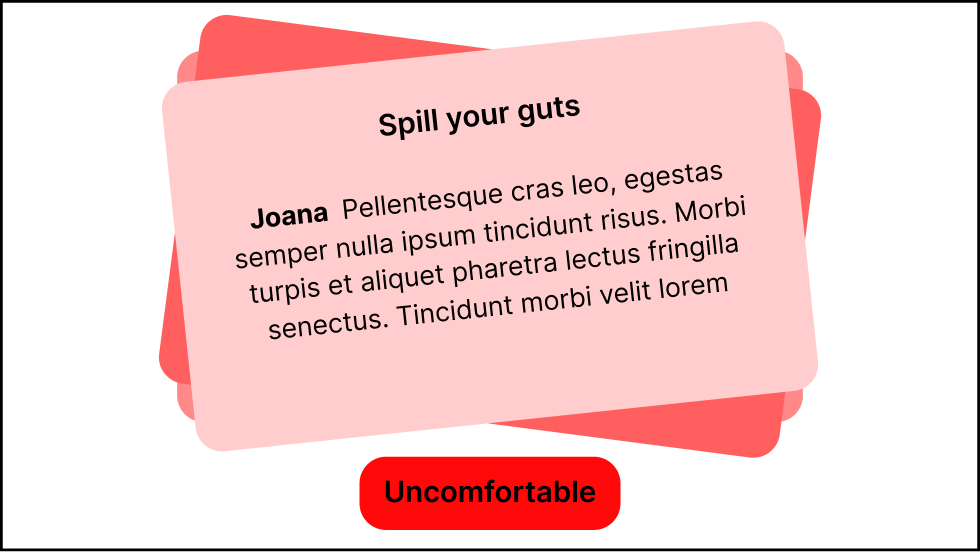 Spill your guts
Joana Pellentesque cras leo, egestas
semper nulla ipsum tincidunt risus. Morbi
turpis et aliquet pharetra lectus fringilla
senectus. Tincidunt morbi velit lorem
Uncomfortable